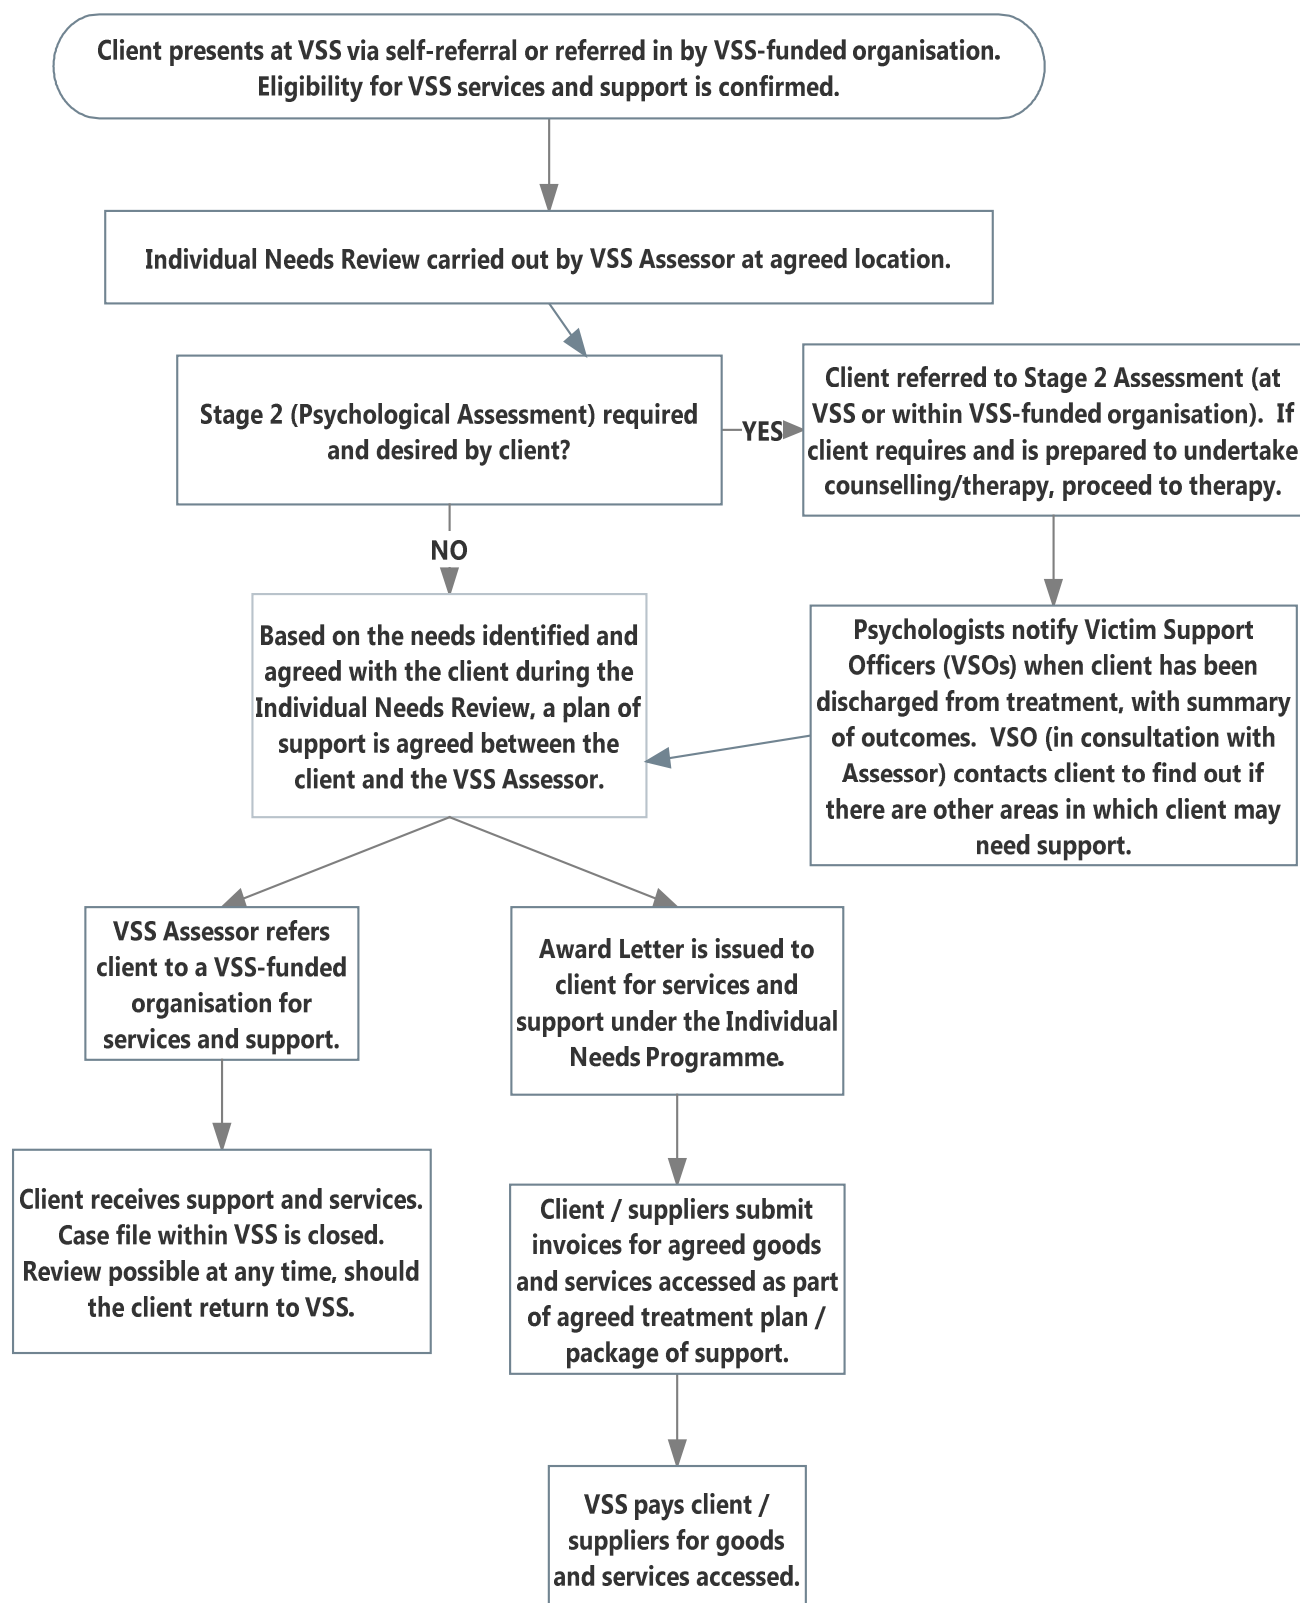 Client presents at VSS via self-referral or referred in by VSS-funded organisation.
Eligibility for VSS services and support is confirmed.
Individual Needs Review carried out by VSS Assessor at agreed location.
Stage 2 (Psychological Assessment) required
and desired by client?
YES
Client referred to Stage 2 Assessment (at
VSS or within VSS-funded organisation). If
client requires and is prepared to undertake
counselling/therapy, proceed to therapy.
NO
Based on the needs identified and
agreed with the client during the
Individual Needs Review, a plan of
support is agreed between the
client and the VSS Assessor.
Psychologists notify Victim Support
Officers (VSOs) when client has been
discharged from treatment, with summary
of outcomes. VSO (in consultation with
Assessor) contacts client to find out if
there are other areas in which client may
need support.
VSS Assessor refers
client to a VSS-funded
organisation for
services and support.
Award Letter is issued to
client for services and
support under the Individual
Needs Programme.
Client receives support and services.
Case file within VSS is closed.
Review possible at any time, should
the client return to VSS.
Client / suppliers submit
invoices for agreed goods
and services accessed as part
of agreed treatment plan /
package of support.
VSS pays client /
suppliers for goods
and services accessed.